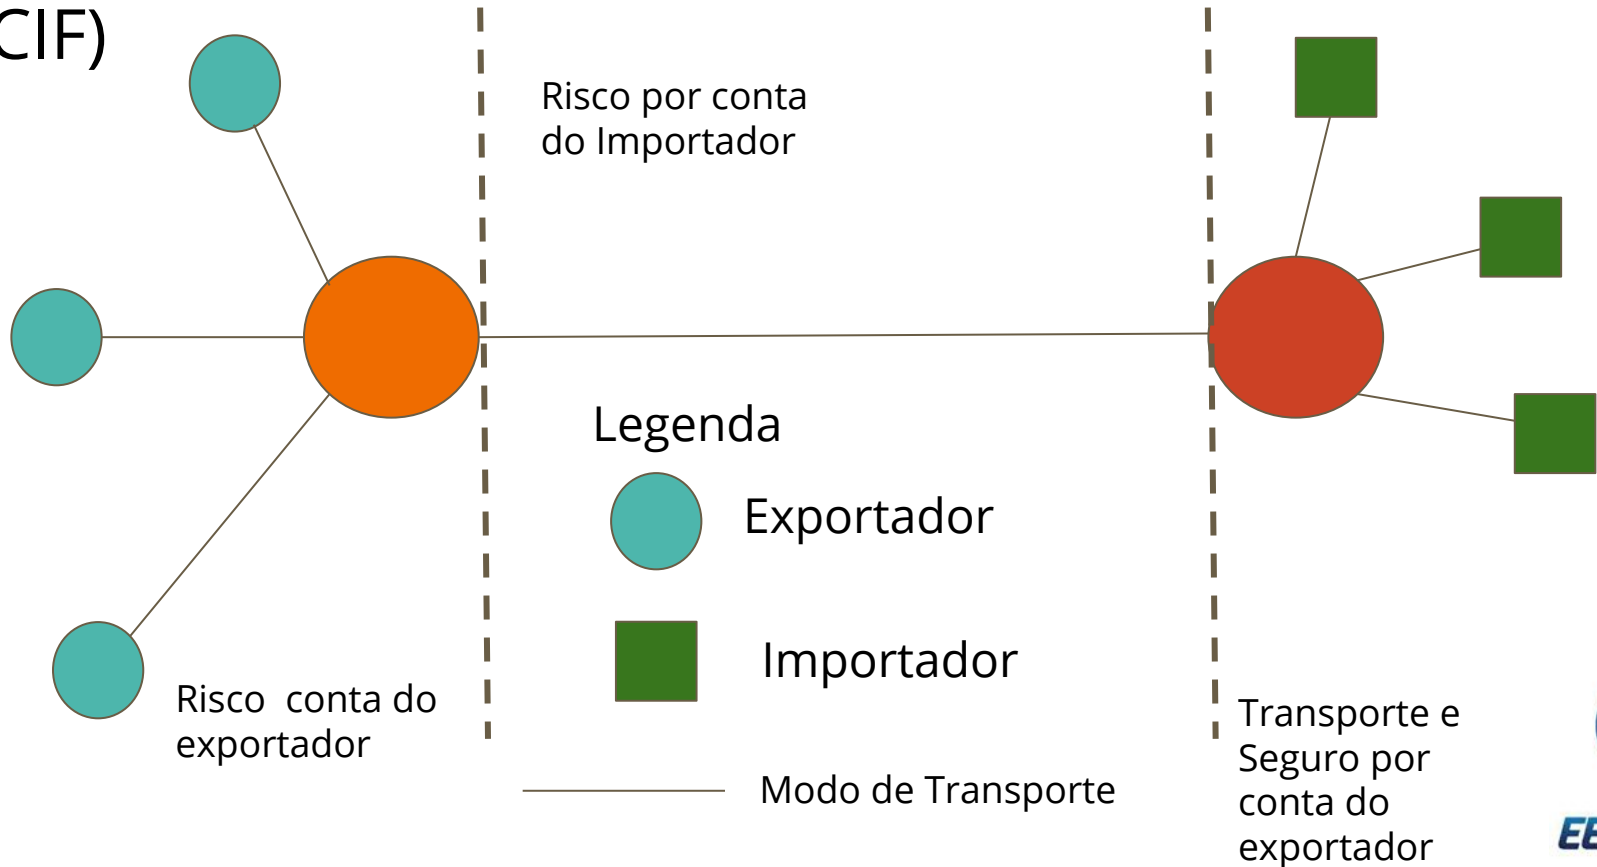 CIF)
Risco por conta
do Importador
Legenda
Exportador
Importador
Risco  conta do
exportador
Modo de Transporte
Transporte e
Seguro por
conta do
exportador